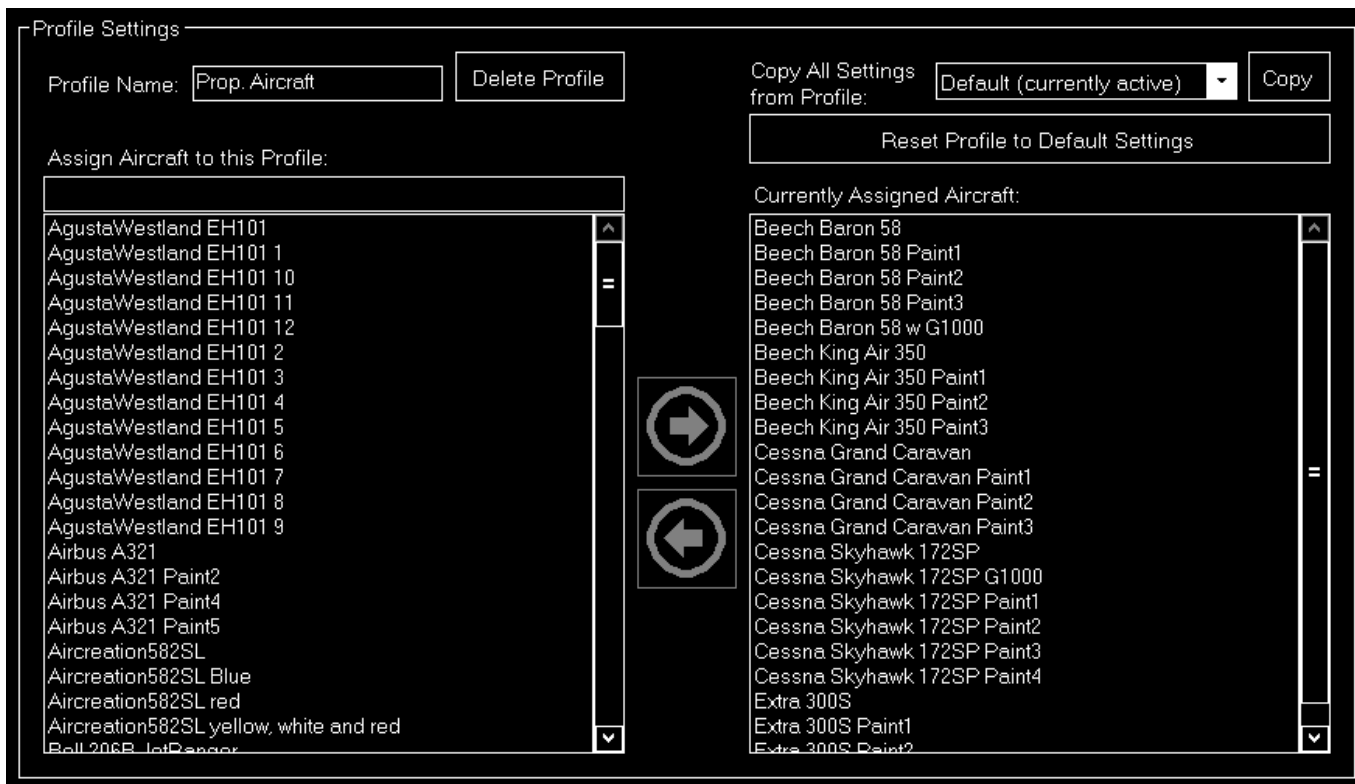 Profile Settings
Profile Name: Prop. Aircraft
Delete Profile
Copy All Settings
from Profile:
Default (currently active)
Copy
Reset Profile to Default Settings
Assign Aircraft to this Profile:
AgustaWestland EH101
AgustaWestland EH101 1
AgustaWestland EH101 10
AgustaWestland EH101 11
AgustaWestland EH101 12
AgustaWestland EH101 2
AgustaWestland EH101 3
AgustaWestland EH101 4
AgustaWestland EH101 5
AgustaWestland EH101 6
AgustaWestland EH101 7
AgustaWestland EH101 8
AgustaWestland EH101 9
Airbus A321
Airbus A321 Paint2
Airbus A321 Paint4
Airbus A321 Paint5
Aircreation582SL
Aircreation582SL Blue
Aircreation582SL red
Aircreation582SL yellow, white and red
Bell 206B JetRanger
Currently Assigned Aircraft:
Beech Baron 58
Beech Baron 58 Paint1
Beech Baron 58 Paint2
Beech Baron 58 Paint3
Beech Baron 58 w G1000
Beech King Air 350
Beech King Air 350 Paint1
Beech King Air 350 Paint2
Beech King Air 350 Paint3
Cessna Grand Caravan
Cessna Grand Caravan Paint1
Cessna Grand Caravan Paint2
Cessna Grand Caravan Paint3
Cessna Skyhawk 172SP
Cessna Skyhawk 172SP G1000
Cessna Skyhawk 172SP Paint1
Cessna Skyhawk 172SP Paint2
Cessna Skyhawk 172SP Paint3
Cessna Skyhawk 172SP Paint4
Extra 300S
Extra 300S Paint1
Extra 300S Paint2